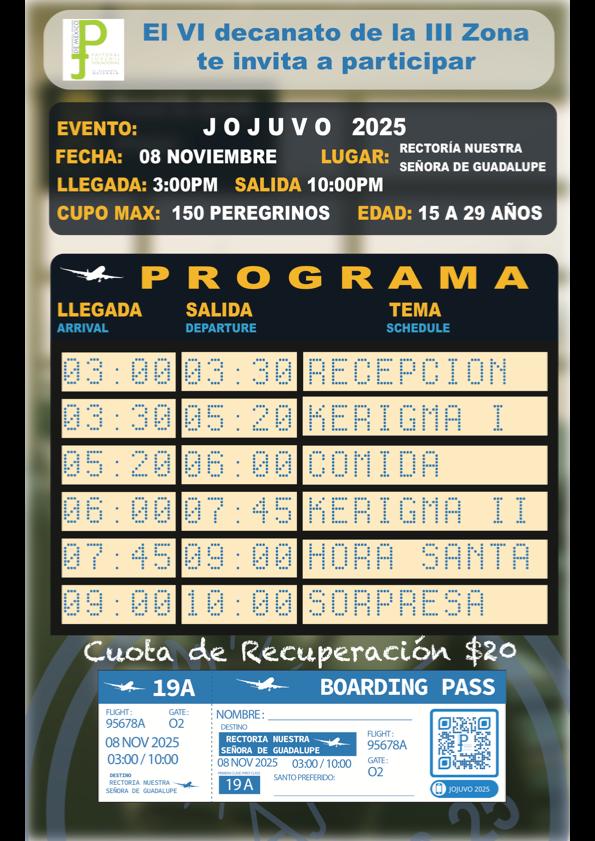 El VI decanato de la III Zona
te invita a participar
EVENTO: JOJUVO 2025
FECHA: 08 NOVIEMBRE LUGAR: RECTORÍA NUESTRA
SEÑORA DE GUADALUPE
LLEGADA: 3:00PM SALIDA 10:00PM
CUPO MAX: 150 PEREGRINOS EDAD: 15 A 29 AÑOS
PROGRAMA
LLEGADA SALIDA TEMA
ARRIVAL DEPARTURE SCHEDULE
03:00 03:30 RECEPCION
03:30 05:20 KERIGMA I
05:20 06:00 COMIDA
06:00 07:45 KERIGMA II
07:45 09:00 HORA SANTA
09:00 10:00 SORPRESA
Cuota de Recuperación $20
19A BOARDING PASS
FLIGHT: GATE:
95678A O2
08 NOV 2025
03:00 / 10:00
DESTINO
RECTORIA NUESTRA
SEÑORA DE GUADALUPE
NOMBRE:
DESTINO
RECTORIA NUESTRA
SEÑORA DE GUADALUPE
08 NOV 2025 03:00 / 10:00
19 A
SANTO PREFERIDO:
FLIGHT:
95678A
GATE:
O2
JOJUVO 2025